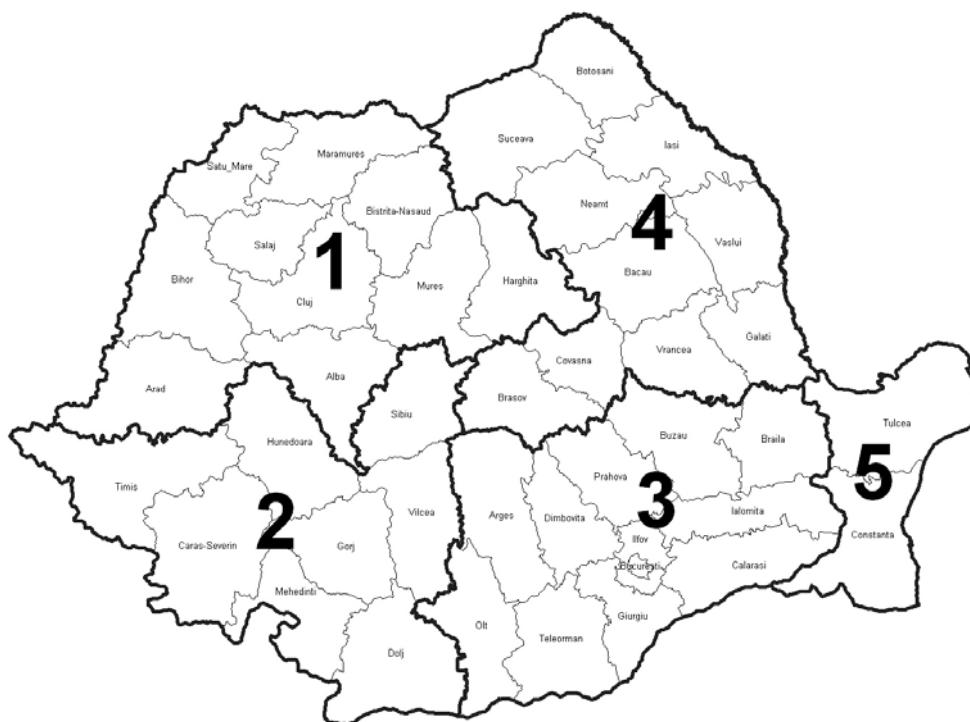 Botosani
Suceava
Iasi
Maramures
Satu_Mare
Neamt
Bistrita-Nasaud
4
Salaj
Vaslui
1
Bihor
Bacau
Mures
Harghita
Cluj
Galati
Vrancea
Covasna
Alba
Arad
Brasov
Sibiu
Tulcea
Buzau
Braila
Hunedoara
5
Timis
Prahova
3
Vilcea
Arges
Dimbovita
Ialomita
2
Constanta
Ilfov
Gorj
Caras-Severin
Bucuresti
Calarasi
Mehedinti
Giurgiu
Olt
Teleorman
Dolj